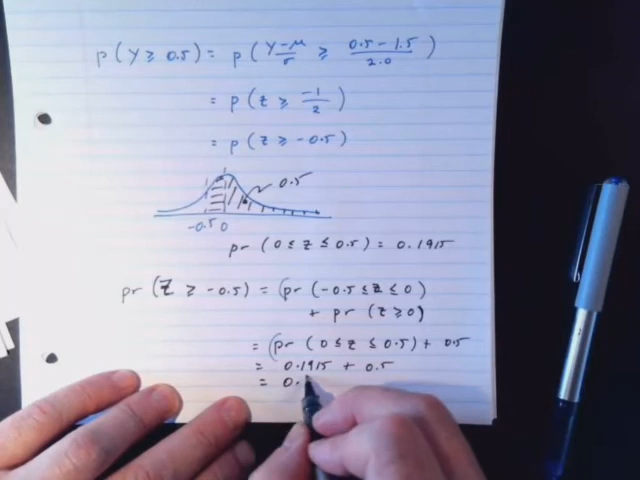 p(Y ≥ 0.5) = p(Y-μ/σ ≥ 0.5-1.5/2.0)
= p(z ≥ -1/2)
= p(z ≥ -0.5)
0.5
-0.5 0
pr(0 ≤ z ≤ 0.5) = 0.1915
pr(Z ≥ -0.5) = (pr(-0.5 ≤ z ≤ 0)
+ pr(z ≥ 0)
= (pr(0 ≤ z ≤ 0.5) + 0.5
= 0.1915 + 0.5
= 0.